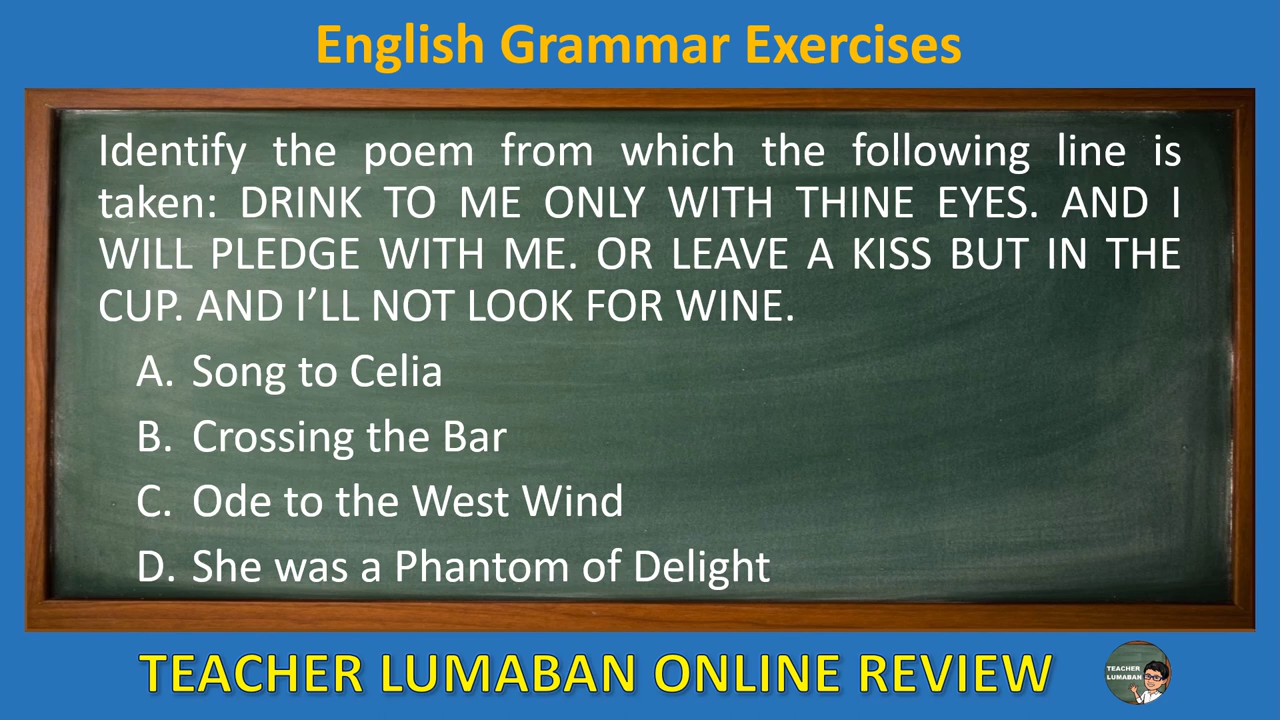 English Grammar Exercises
Identify the poem from which the following line is
taken: DRINK TO ME ONLY WITH THINE EYES. AND I
WILL PLEDGE WITH ME. OR LEAVE A KISS BUT IN THE
CUP. AND I’LL NOT LOOK FOR WINE.
A. Song to Celia
B. Crossing the Bar
C. Ode to the West Wind
D. She was a Phantom of Delight
TEACHER LUMABAN ONLINE REVIEW
TEACHER
LUMABAN